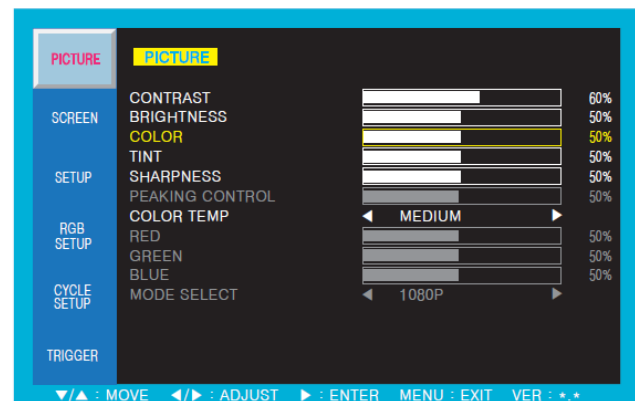 PICTURE
SCREEN
SETUP
RGB
SETUP
CYCLE
SETUP
TRIGGER
PICTURE
CONTRAST 60%
BRIGHTNESS 50%
COLOR 50%
TINT 50%
SHARPNESS 50%
PEAKING CONTROL 50%
COLOR TEMP ◀ MEDIUM ▶
RED 50%
GREEN 50%
BLUE 50%
MODE SELECT ◀ 1080P ▶
▼/▲ : MOVE ◀/▶ : ADJUST ▶ : ENTER MENU : EXIT VER : *.*